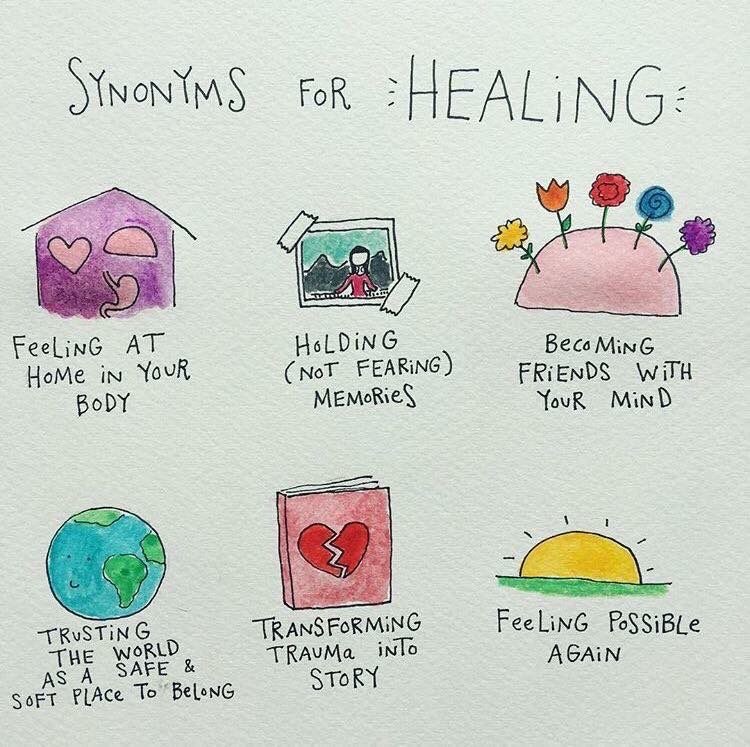 SYNONYMS FOR HEALING
FEELING AT
HOME IN YOUR
BODY
HOLDING
(NOT FEARING)
MEMORIES
BECOMING
FRIENDS WITH
YOUR MIND
TRUSTING
THE WORLD
AS A SAFE &
SOFT PLACE TO BELONG
TRANSFORMING
TRAUMA INTO
STORY
FEELING POSSIBLE
AGAIN